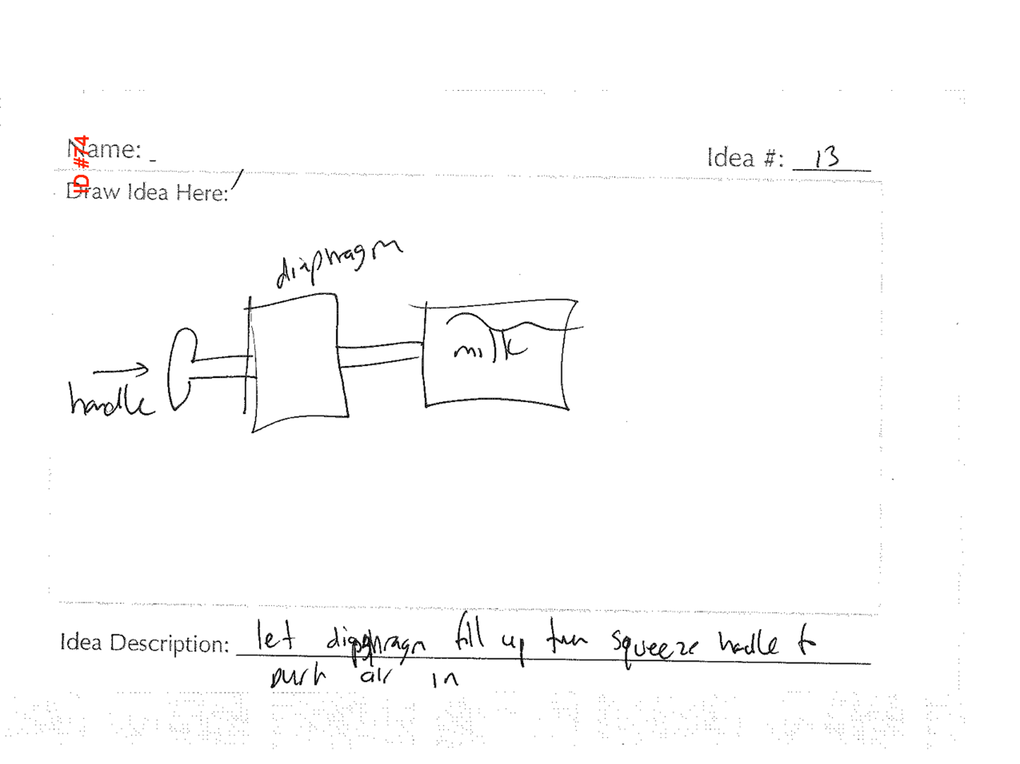 Name: -
ID #74
Idea #: 13
Draw Idea Here:
diaphragm
milk
handle
Idea Description: let diaphragm fill up then squeeze handle to
push air in